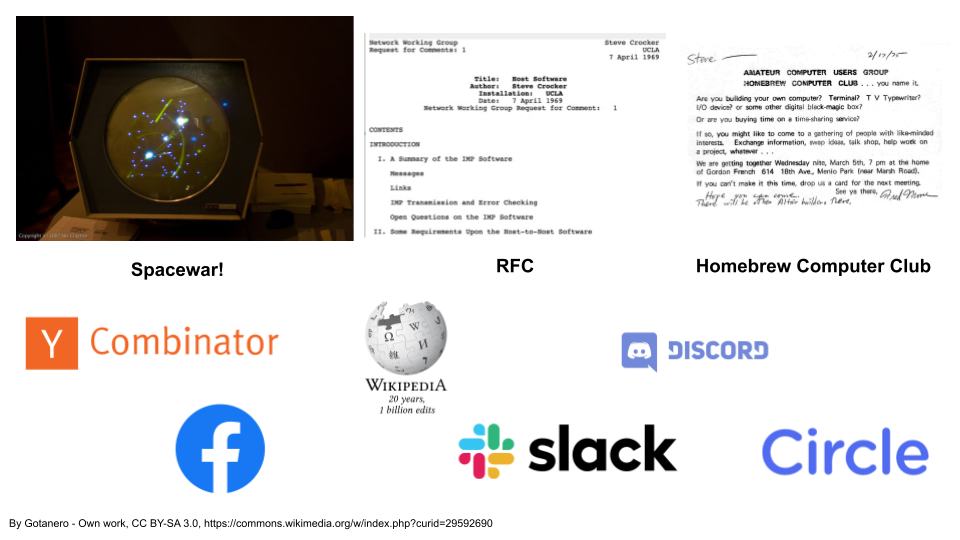 Copyright
Spacewar!
Network Working Group Steve Crocker
Request for Comments: 1 UCLA
7 April 1969
Title: Host Software
Author: Steve Crocker
Installation: UCLA
Date: 7 April 1969
Network Working Group Request for Comment: 1
CONTENTS
INTRODUCTION
I. A Summary of the IMP Software
Messages
Links
IMP Transmission and Error Checking
Open Questions on the IMP Software
II. Some Requirements Upon the Host-to-Host Software
RFC
Steve 2/17/75
AMATEUR COMPUTER USERS GROUP
HOMEBREW COMPUTER CLUB . . . you name it.
Are you building your own computer? Terminal? T V Typewriter?
I/O device? or some other digital black-magic box?
Or are you buying time on a time-sharing service?
If so, you might like to come to a gathering of people with like-minded
interests. Exchange information, swap ideas, talk shop, help work on
a project, whatever . . .
We are getting together Wednesday nite, March 5th, 7 pm at the home
of Gordon French 614 18th Ave., Menlo Park (near Marsh Road).
If you can't make it this time, drop us a card for the next meeting.
See ya there,
Hope you can come.
There will be other Altair builders there.
Homebrew Computer Club
Y Combinator
WIKIPEDIA
20 years,
1 billion edits
DISCORD
slack
Circle
By Gotanero - Own work, CC BY-SA 3.0, https://commons.wikimedia.org/w/index.php?curid=29592690